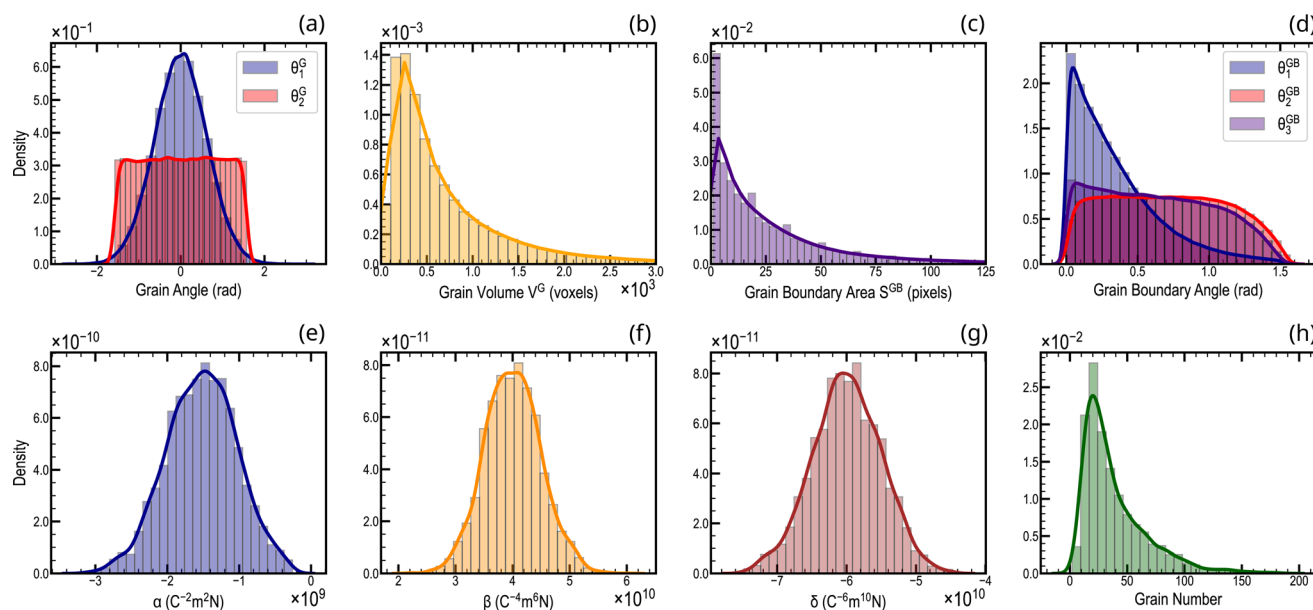 ×10⁻¹ (a) ×10⁻³ (b) ×10⁻² (c) (d)
6.0 5.0 4.0 3.0 2.0 1.0 0.0
Density
θ₁ᴳ
θ₂ᴳ
−2 0 2
Grain Angle (rad)
1.4 1.2 1.0 0.8 0.6 0.4 0.2 0.0
0.0 0.5 1.0 1.5 2.0 2.5 3.0
Grain Volume Vᴳ (voxels) ×10³
6.0 5.0 4.0 3.0 2.0 1.0 0.0
0 25 50 75 100 125
Grain Boundary Area Sᴳᴮ (pixels)
2.0 1.5 1.0 0.5 0.0
θ₁ᴳᴮ
θ₂ᴳᴮ
θ₃ᴳᴮ
0.0 0.5 1.0 1.5
Grain Boundary Angle (rad)
×10⁻¹⁰ (e) ×10⁻¹¹ (f) ×10⁻¹¹ (g) ×10⁻² (h)
8.0 6.0 4.0 2.0 0.0
Density
−3 −2 −1 0
α (C⁻²m²N) ×10⁹
8.0 6.0 4.0 2.0 0.0
2 3 4 5 6
β (C⁻⁴m⁶N) ×10¹⁰
8.0 6.0 4.0 2.0 0.0
−7 −6 −5 −4
δ (C⁻⁶m¹⁰N) ×10¹⁰
3.0 2.5 2.0 1.5 1.0 0.5 0.0
0 50 100 150 200
Grain Number